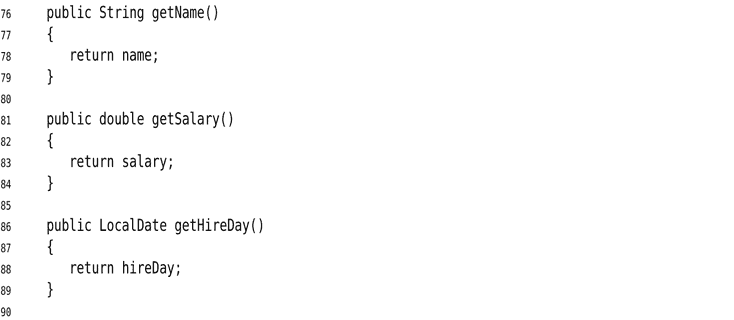 76    public String getName()
77    {
78       return name;
79    }
80
81    public double getSalary()
82    {
83       return salary;
84    }
85
86    public LocalDate getHireDay()
87    {
88       return hireDay;
89    }
90